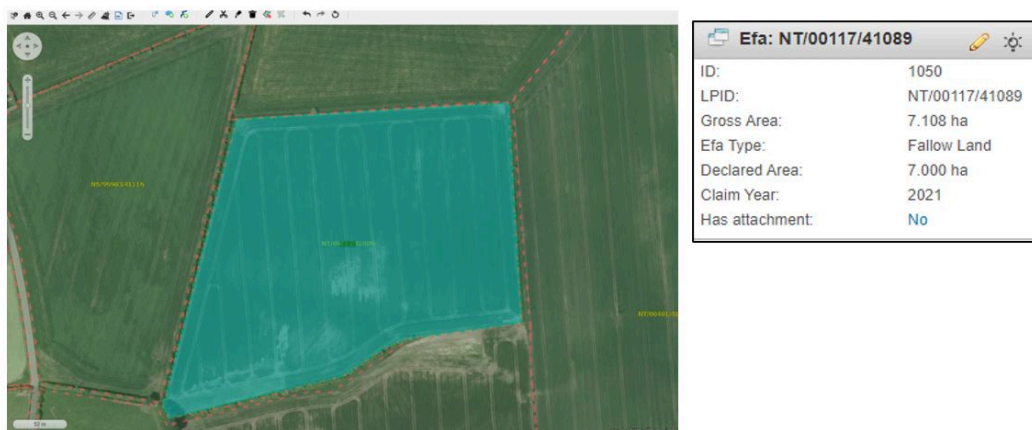 Efa: NT/00117/41089
ID: 1050
LPID: NT/00117/41089
Gross Area: 7.108 ha
Efa Type: Fallow Land
Declared Area: 7.000 ha
Claim Year: 2021
Has attachment: No
50 m